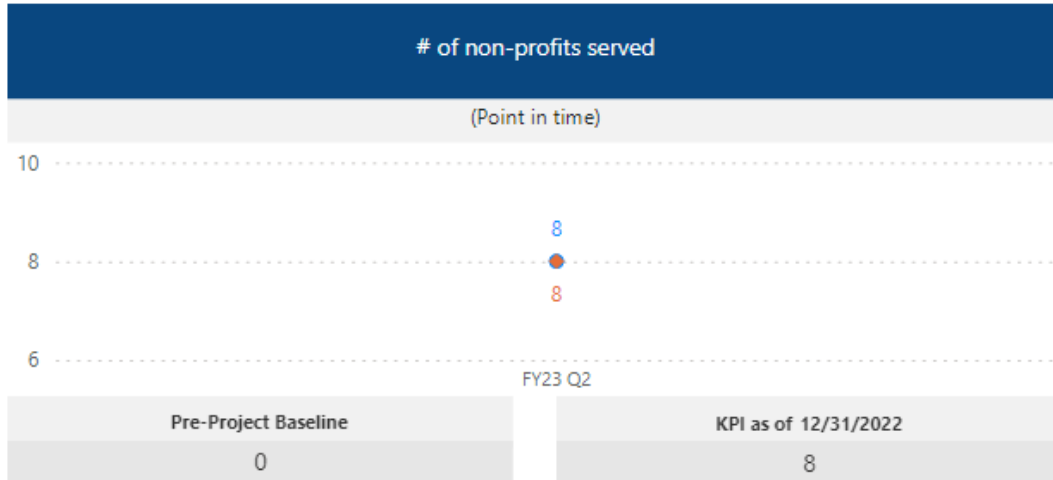 # of non-profits served
(Point in time)
10
8
8
8
6
FY23 Q2
Pre-Project Baseline
KPI as of 12/31/2022
0
8